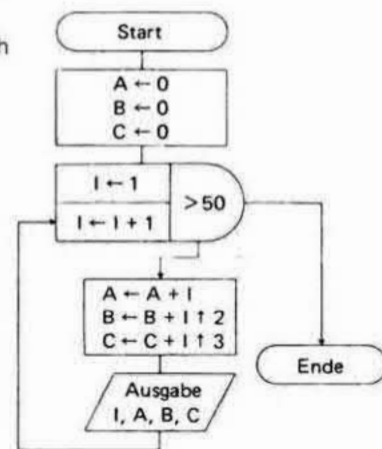 h
Start
A ← 0
B ← 0
C ← 0
I ← 1
I ← I + 1
> 50
A ← A + I
B ← B + I ↑ 2
C ← C + I ↑ 3
Ausgabe
I, A, B, C
Ende